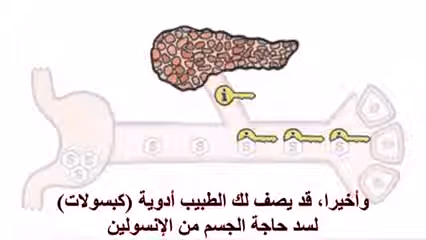 i
S S S S S S S
S S S
وأخيرا، قد يصف لك الطبيب أدوية (كبسولات)
لسد حاجة الجسم من الإنسولين